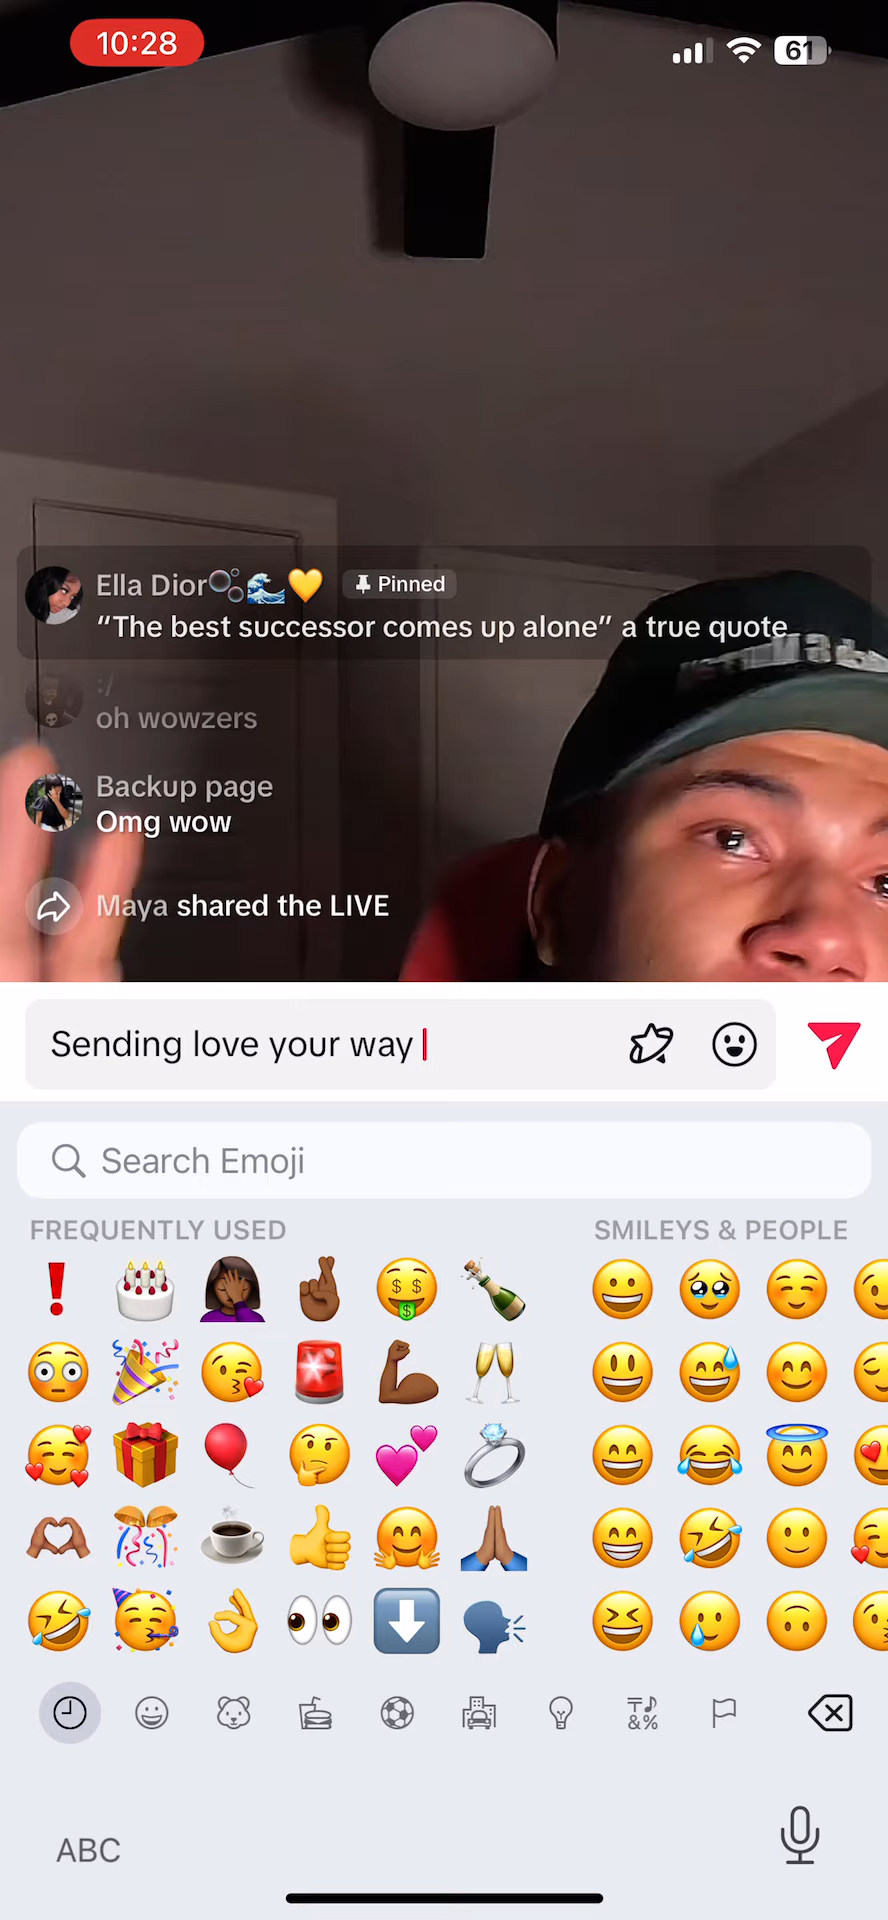 10:28
61
Ella Dior🫧🌊💛 Pinned
“The best successor comes up alone” a true quote
:/
oh wowzers
Backup page
Omg wow
Maya shared the LIVE
Sending love your way
Search Emoji
FREQUENTLY USED
SMILEYS & PEOPLE
ABC